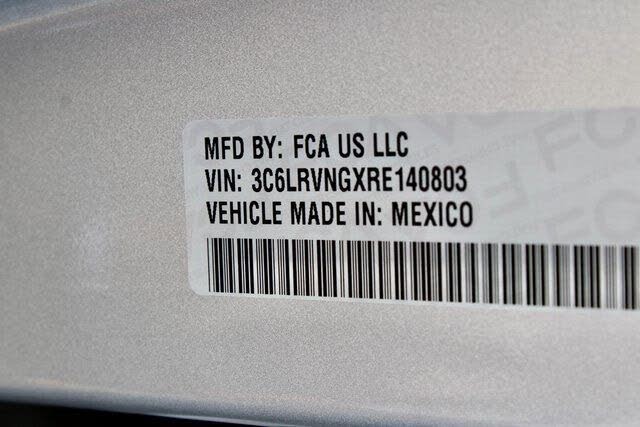 MFD BY: FCA US LLC
VIN: 3C6LRVNGXRE140803
VEHICLE MADE IN: MEXICO